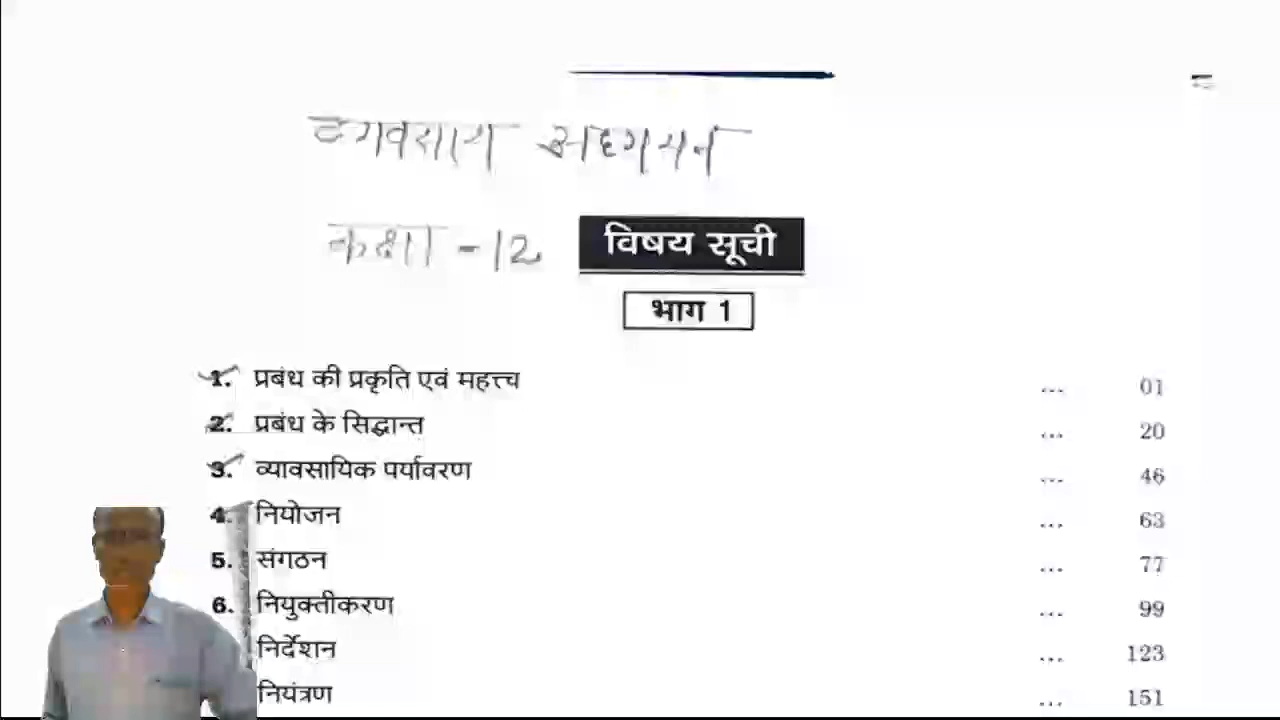 व्यवसाय अध्ययन
कक्षा - 12
विषय सूची
भाग 1
1. प्रबंध की प्रकृति एवं महत्त्च ... 01
2. प्रबंध के सिद्धान्त ... 20
3. व्यावसायिक पर्यावरण ... 46
4. नियोजन ... 63
5. संगठन ... 77
6. नियुक्तीकरण ... 99
निर्देशन ... 123
नियंत्रण ... 151